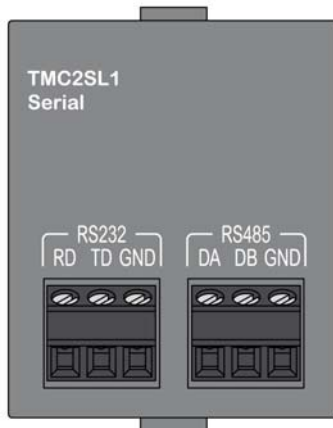 TMC2SL1
Serial
RS232 RS485
RD TD GND DA DB GND